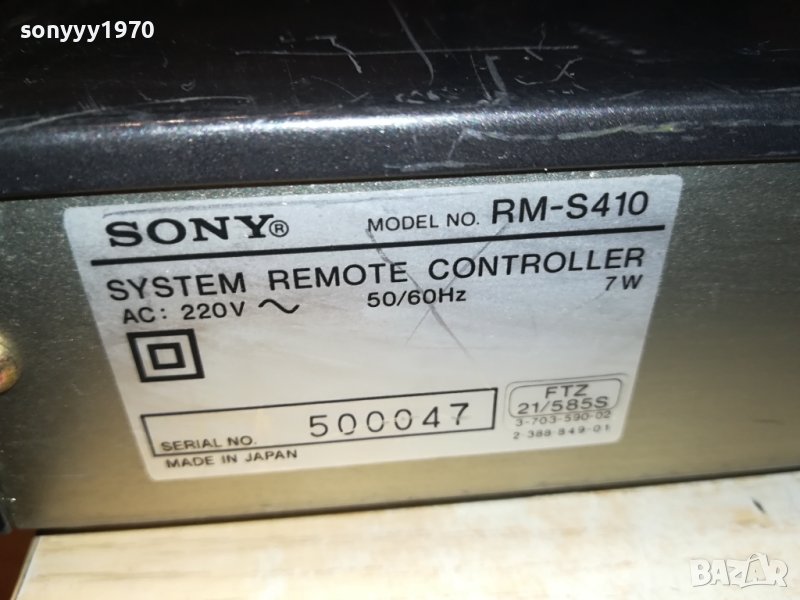 sonyyy1970
SONY® MODEL NO. RM-S410
SYSTEM REMOTE CONTROLLER
AC: 220V ~ 50/60Hz 7W
SERIAL NO. 500047
MADE IN JAPAN
FTZ
21/585S
3-703-590-02
2-388-849-01
BAZAR